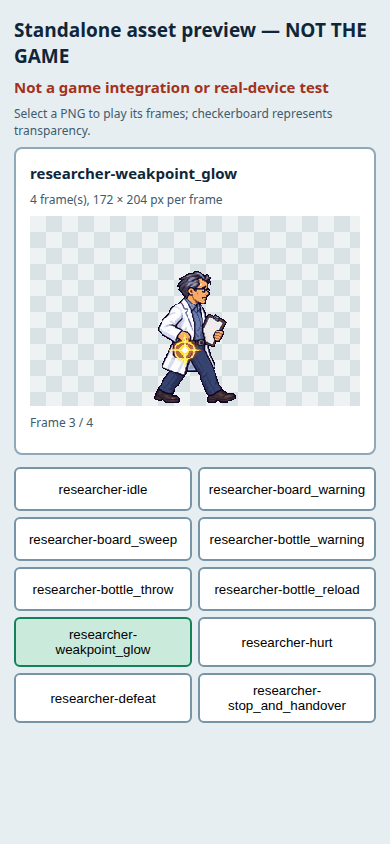 Standalone asset preview — NOT THE
GAME
Not a game integration or real-device test
Select a PNG to play its frames; checkerboard represents
transparency.
researcher-weakpoint_glow
4 frame(s), 172 × 204 px per frame
Frame 3 / 4
researcher-idle
researcher-board_warning
researcher-board_sweep
researcher-bottle_warning
researcher-bottle_throw
researcher-bottle_reload
researcher-
weakpoint_glow
researcher-hurt
researcher-defeat
researcher-
stop_and_handover